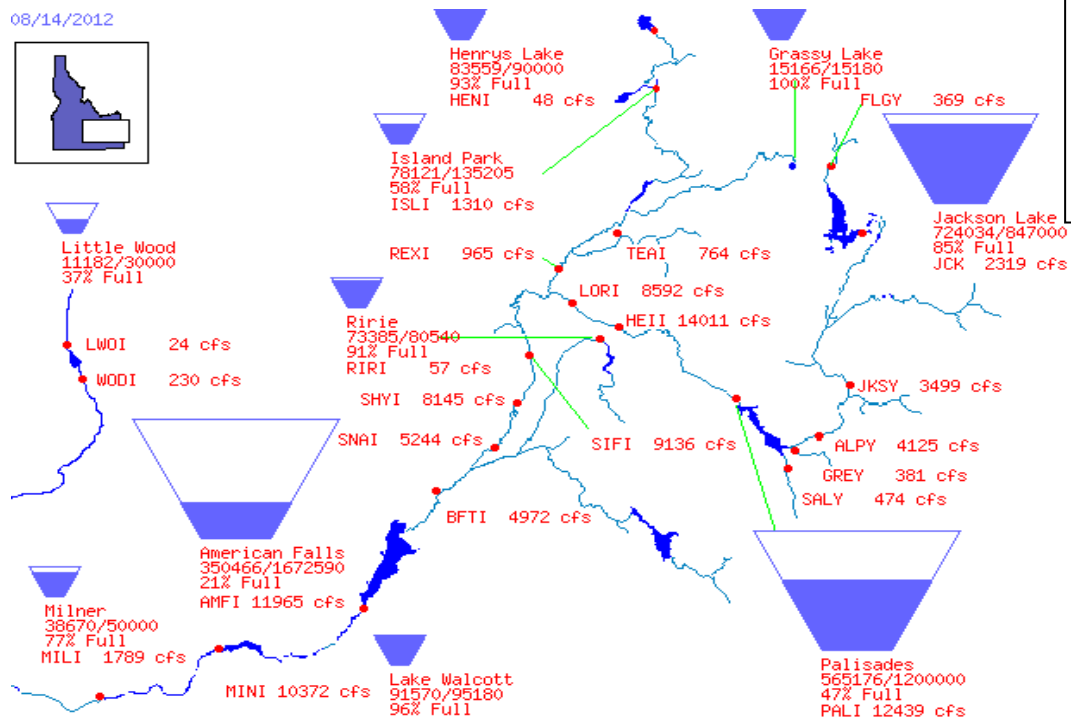 08/14/2012
Henrys Lake
83559/90000
93% Full
HENI 48 cfs
Grassy Lake
15166/15180
100% Full
FLGY 369 cfs
Island Park
78121/135205
58% Full
ISLI 1310 cfs
Jackson Lake
724034/847000
85% Full
JCK 2319 cfs
Little Wood
11182/30000
37% Full
REXI 965 cfs
TEAI 764 cfs
LORI 8592 cfs
HEII 14011 cfs
Ririe
73385/80540
91% Full
RIRI 57 cfs
LWOI 24 cfs
WODI 230 cfs
SHYI 8145 cfs
JKSY 3499 cfs
SNAI 5244 cfs
SIFI 9136 cfs
ALPY 4125 cfs
GREY 381 cfs
SALY 474 cfs
BFTI 4972 cfs
American Falls
350466/1672590
21% Full
AMFI 11965 cfs
Milner
38670/50000
77% Full
MILI 1789 cfs
MINI 10372 cfs
Lake Walcott
91570/95180
96% Full
Palisades
565176/1200000
47% Full
PALI 12439 cfs